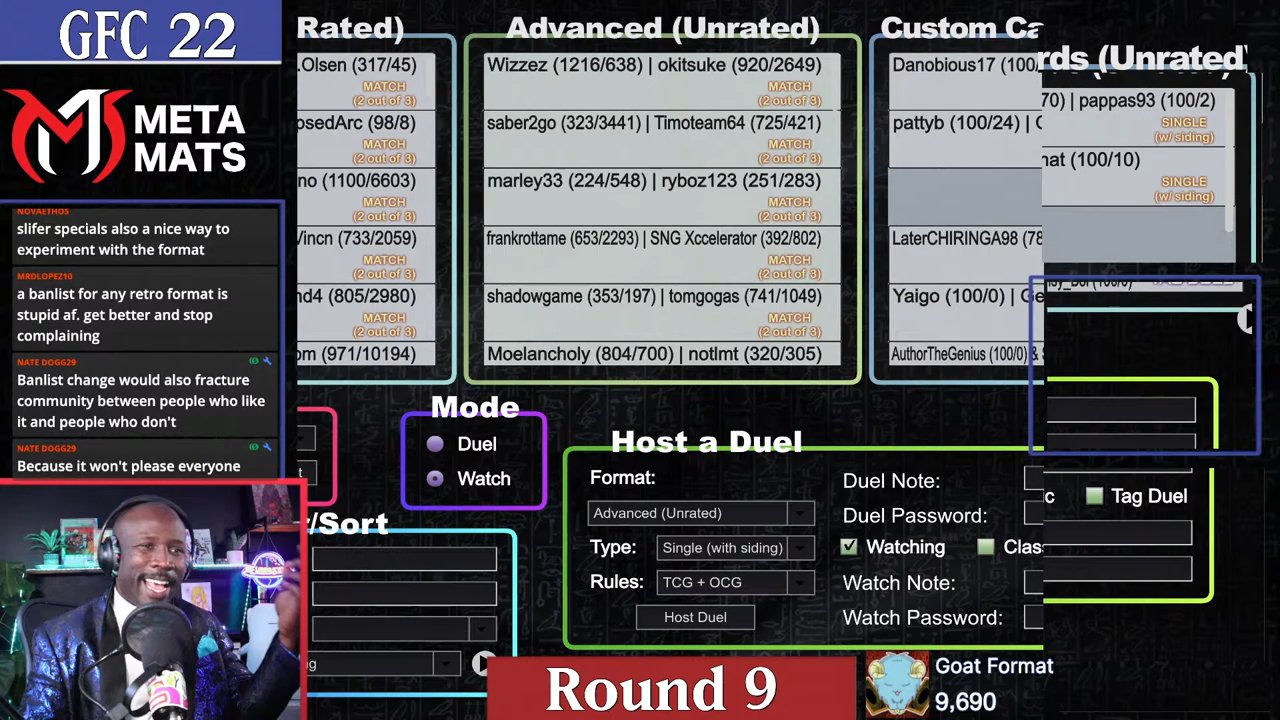 GFC 22
META
MATS
NOVAETHOS
slifer specials also a nice way to
experiment with the format
MRDLOPEZ10
a banlist for any retro format is
stupid af. get better and stop
complaining
NATE DOGG29
Banlist change would also fracture
community between people who like
it and people who don't
NATE DOGG29
Because it won't please everyone
Rated)
.Olsen (317/45)
MATCH
(2 out of 3)
osedArc (98/8)
MATCH
(2 out of 3)
no (1100/6603)
MATCH
(2 out of 3)
/incn (733/2059)
MATCH
(2 out of 3)
nd4 (805/2980)
MATCH
(2 out of 3)
om (971/10194)
Advanced (Unrated)
Wizzez (1216/638) | okitsuke (920/2649)
MATCH
(2 out of 3)
saber2go (323/3441) | Timoteam64 (725/421)
MATCH
(2 out of 3)
marley33 (224/548) | ryboz123 (251/283)
MATCH
(2 out of 3)
frankrottame (653/2293) | SNG Xccelerator (392/802)
MATCH
(2 out of 3)
shadowgame (353/197) | tomgogas (741/1049)
MATCH
(2 out of 3)
Moelancholy (804/700) | notlmt (320/305)
Custom Ca
Danobious17 (100/
pattyb (100/24) |
LaterCHIRINGA98 (78
Yaigo (100/0) | Ge
AuthorTheGenius (100/0) &
rds (Unrated)
70) | pappas93 (100/2)
SINGLE
(w/ siding)
nat (100/10)
SINGLE
(w/ siding)
Mode
Duel
Watch
r/Sort
Host a Duel
Format:
Advanced (Unrated)
Type:
Single (with siding)
Rules:
TCG + OCG
Host Duel
Duel Note:
Duel Password:
Watching
Clas
c
Tag Duel
Watch Note:
Watch Password:
ng
Round 9
Goat Format
9,690